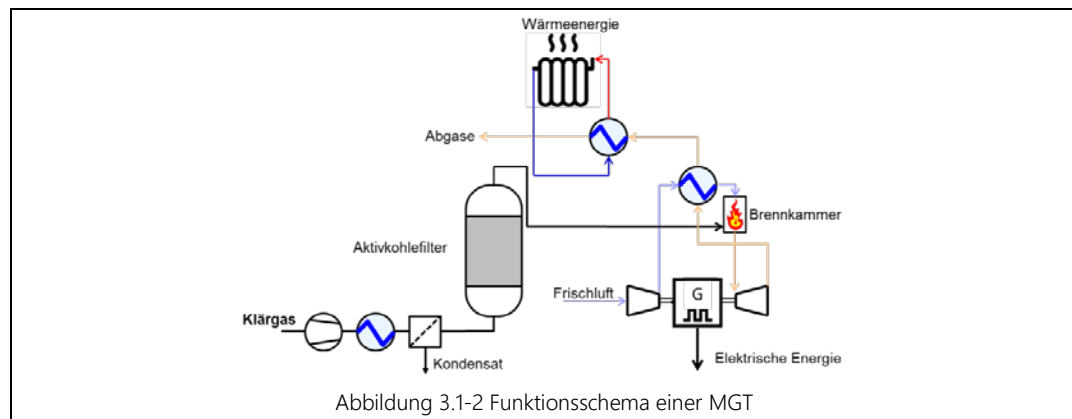 Wärmeenergie
Abgase
Brennkammer
Aktivkohlefilter
Frischluft
G
Klärgas
Kondensat
Elektrische Energie
Abbildung 3.1-2 Funktionsschema einer MGT